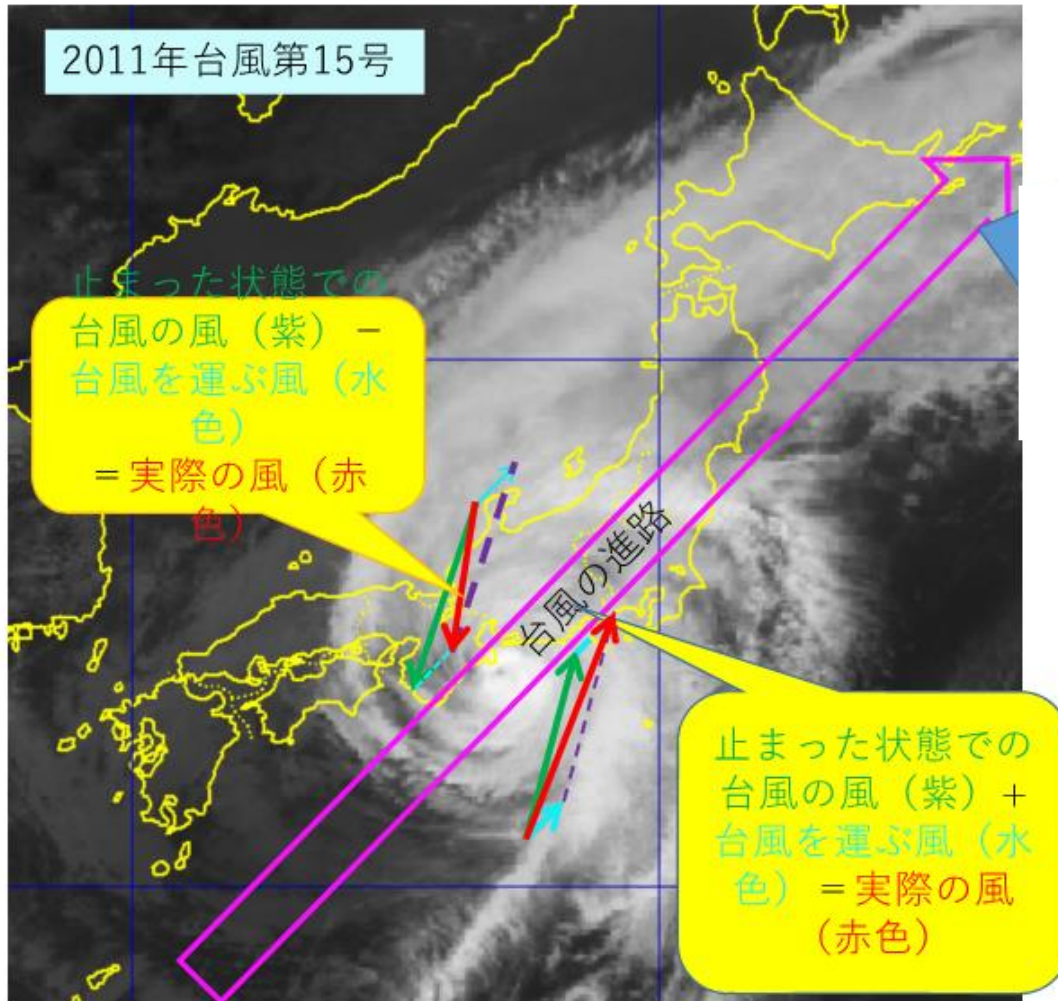 2011年台風第15号
止まった状態での
台風の風（紫）－
台風を運ぶ風（水
色）
＝実際の風（赤
色）
台風の進路
止まった状態での
台風の風（紫）＋
台風を運ぶ風（水
色）＝実際の風
（赤色）